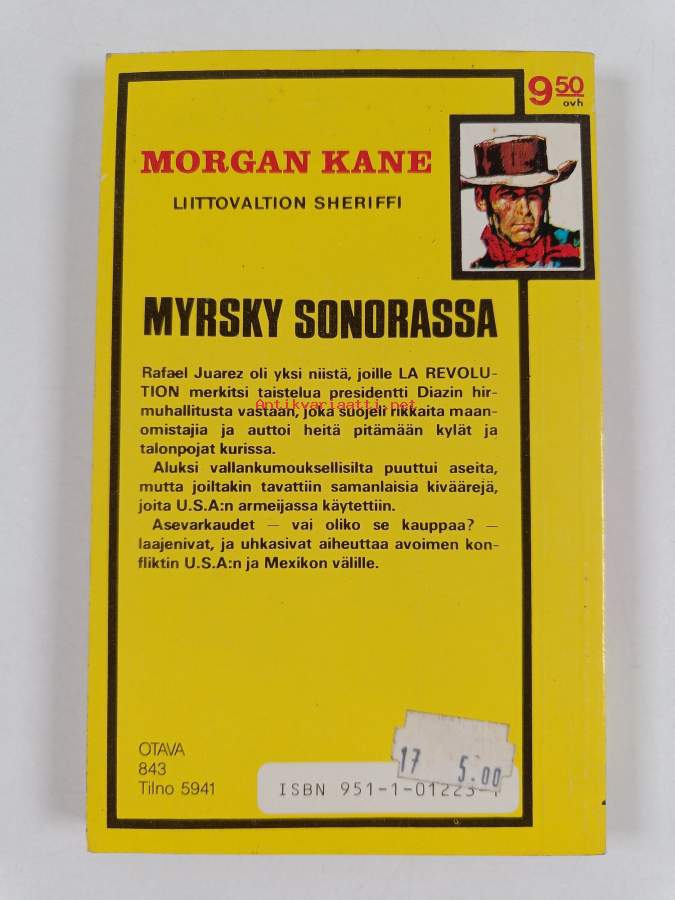 9 50
ovh
MORGAN KANE
LIITTOVALTION SHERIFFI
MYRSKY SONORASSA
Rafael Juarez oli yksi niistä, joille LA REVOLU-
TION merkitsi taistelua presidentti Diazin hir-
muhallitusta vastaan, joka suojeli rikkaita maan-
Antikvariaatti.net
omistajia ja auttoi heitä pitämään kylät ja
talonpojat kurissa.
Aluksi vallankumouksellisilta puuttui aseita,
mutta joiltakin tavattiin samanlaisia kiväärejä,
joita U.S.A:n armeijassa käytettiin.
Asevarkaudet — vai oliko se kauppaa? —
laajenivat, ja uhkasivat aiheuttaa avoimen kon-
fliktin U.S.A:n ja Mexikon välille.
OTAVA
843
Tilno 5941
17 5.00
ISBN 951-1-01223